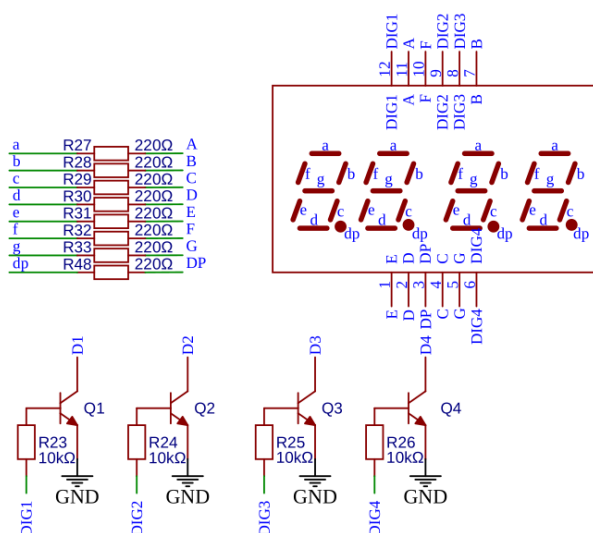 DIG1 A F DIG2 DIG3 B
12 11 10 9 8 7
DIG1 A F DIG2 DIG3 B
a a a a
f g b f g b f g b f g b
e d c dp e d c e d c dp e d c
E D DP C G DIG4
1 2 3 4 5 6
E D DP C G DIG4
a R27 220Ω A
b R28 220Ω B
c R29 220Ω C
d R30 220Ω D
e R31 220Ω E
f R32 220Ω F
g R33 220Ω G
dp R48 220Ω DP
D1 D2 D3 D4
Q1 Q2 Q3 Q4
R23 R24 R25 R26
10kΩ 10kΩ 10kΩ 10kΩ
GND GND GND GND
DIG1 DIG2 DIG3 DIG4